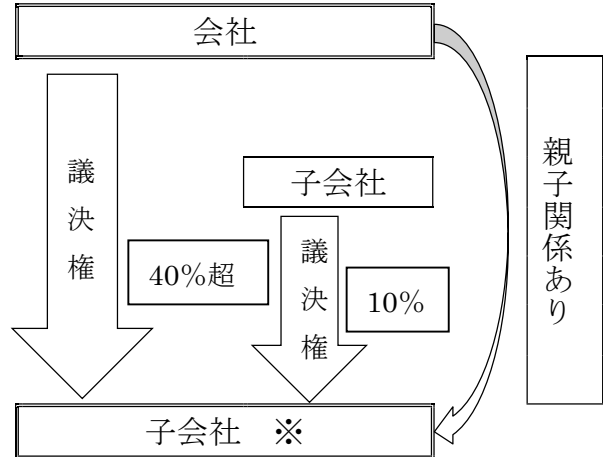 会社
議決権
子会社
議決権
40%超
10%
親子関係あり
子会社 ※